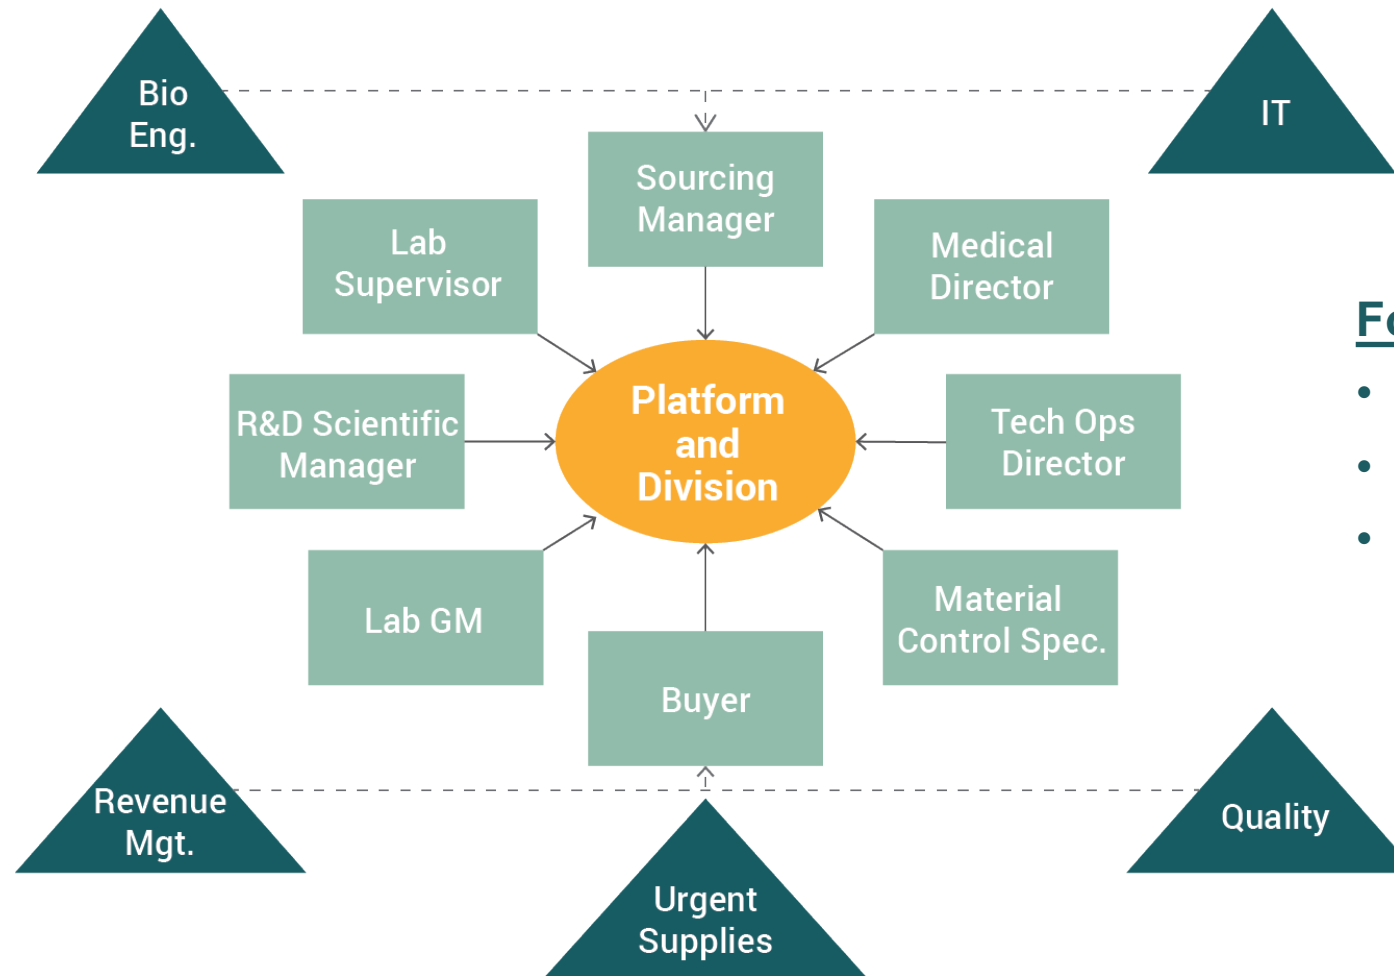 Bio
Eng.
IT
Sourcing
Manager
Lab
Supervisor
Medical
Director
Platform
and
Division
R&D Scientific
Manager
Tech Ops
Director
Lab GM
Material
Control Spec.
Buyer
Revenue
Mgt.
Quality
Urgent
Supplies